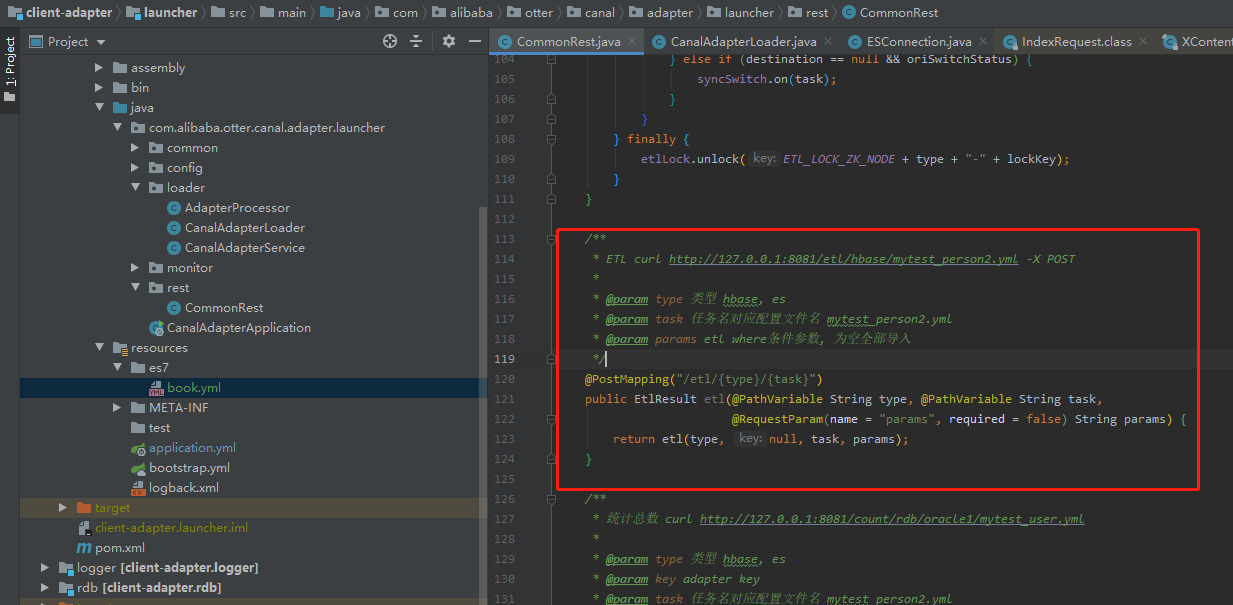 client-adapter launcher src main java com alibaba otter canal adapter launcher rest CommonRest
1: Project
Project
assembly
bin
java
com.alibaba.otter.canal.adapter.launcher
common
config
loader
AdapterProcessor
CanalAdapterLoader
CanalAdapterService
monitor
rest
CommonRest
CanalAdapterApplication
resources
es7
book.yml
META-INF
test
application.yml
bootstrap.yml
logback.xml
target
client-adapter.launcher.iml
pom.xml
logger [client-adapter.logger]
rdb [client-adapter.rdb]
CommonRest.java CanalAdapterLoader.java ESConnection.java IndexRequest.class XConten
104 } else if (destination == null && oriSwitchStatus) {
105 syncSwitch.on(task);
106 }
107 }
108 } finally {
109 etlLock.unlock( key: ETL_LOCK_ZK_NODE + type + "-" + lockKey);
110 }
111 }
112
113 /**
114 * ETL curl http://127.0.0.1:8081/etl/hbase/mytest_person2.yml -X POST
115 *
116 * @param type 类型 hbase, es
117 * @param task 任务名对应配置文件名 mytest_person2.yml
118 * @param params etl where条件参数, 为空全部导入
119 */
120 @PostMapping("/etl/{type}/{task}")
121 public EtlResult etl(@PathVariable String type, @PathVariable String task,
122 @RequestParam(name = "params", required = false) String params) {
123 return etl(type, key: null, task, params);
124 }
125
126 /**
127 * 统计总数 curl http://127.0.0.1:8081/count/rdb/oracle1/mytest_user.yml
128 *
129 * @param type 类型 hbase, es
130 * @param key adapter key
131 * @param task 任务名对应配置文件名 mytest_person2.yml